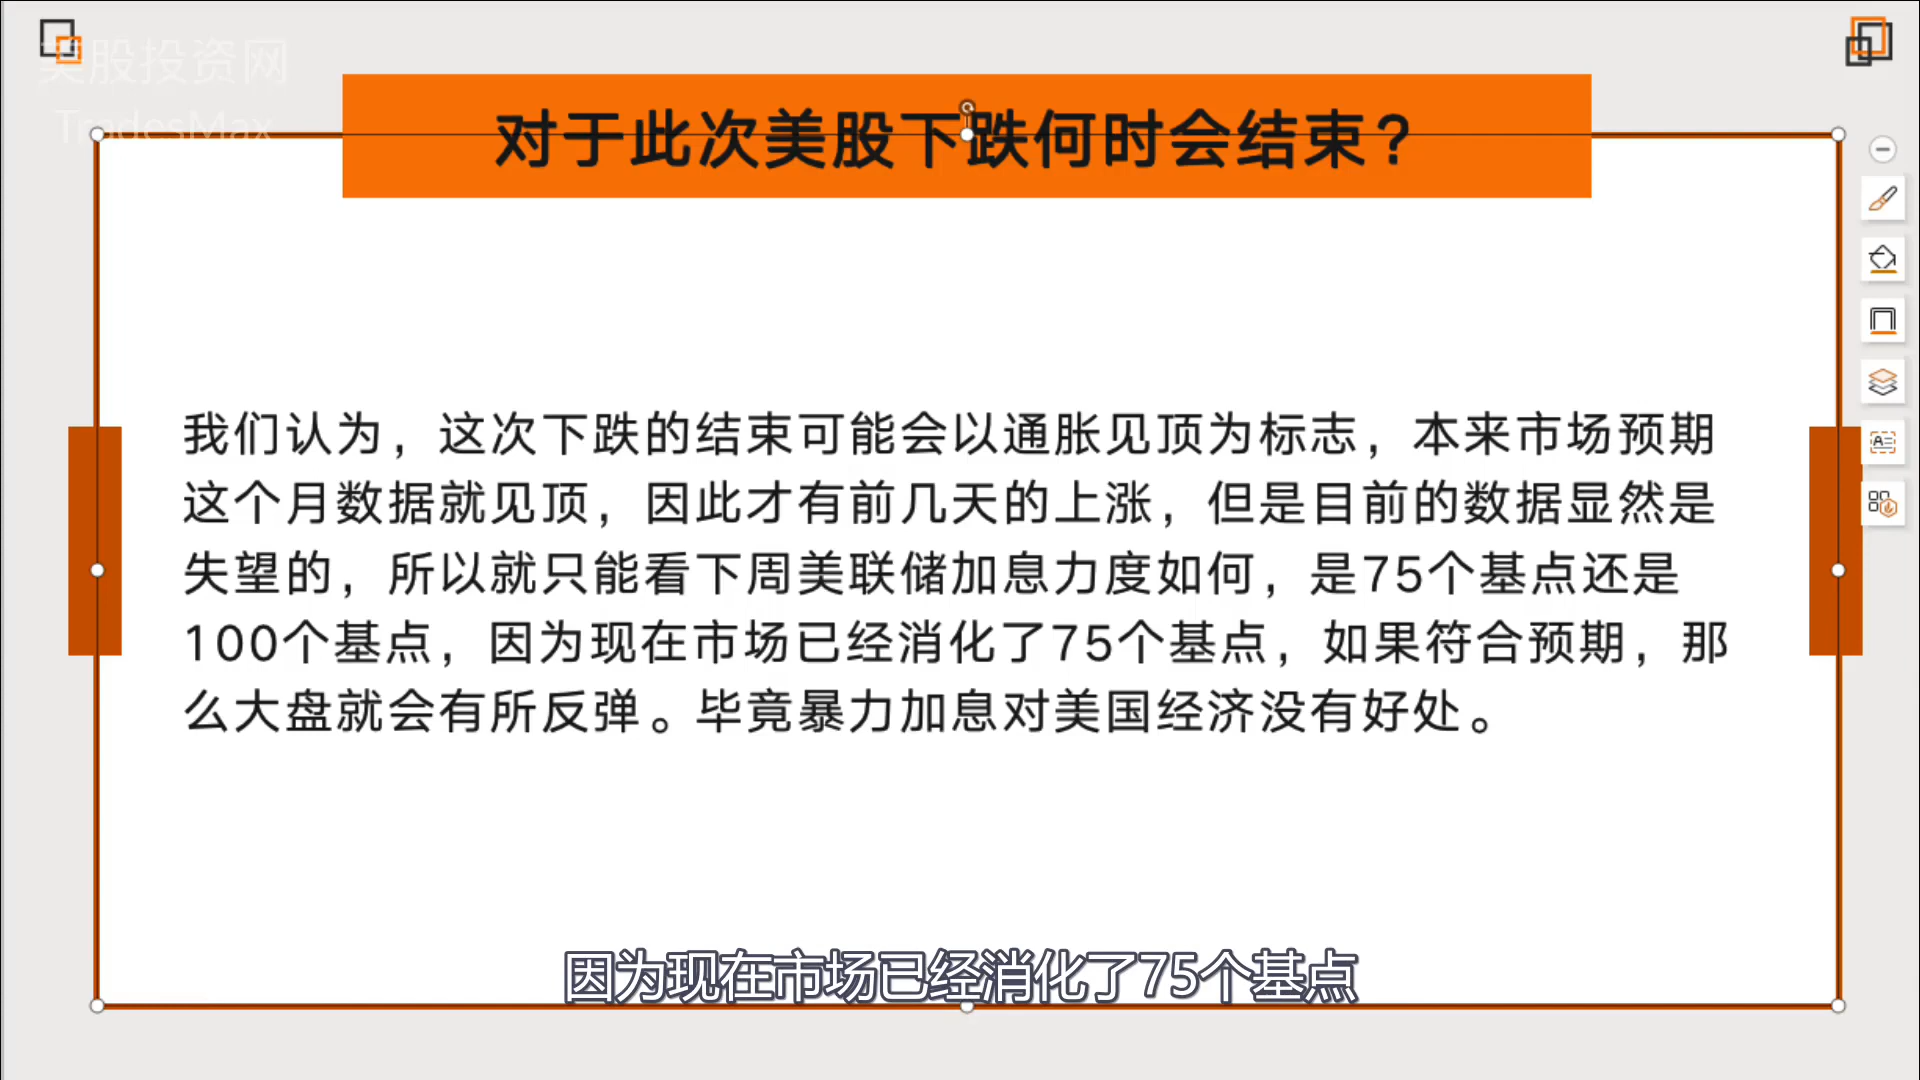 美股投资网
TradesMax
对于此次美股下跌何时会结束？
我们认为，这次下跌的结束可能会以通胀见顶为标志，本来市场预期
这个月数据就见顶，因此才有前几天的上涨，但是目前的数据显然是
失望的，所以就只能看下周美联储加息力度如何，是75个基点还是
100个基点，因为现在市场已经消化了75个基点，如果符合预期，那
么大盘就会有所反弹。毕竟暴力加息对美国经济没有好处。
因为现在市场已经消化了75个基点